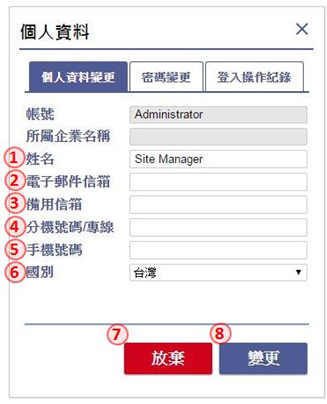 個人資料
個人資料變更 密碼變更 登入操作紀錄
帳號 Administrator
所屬企業名稱
1 姓名 Site Manager
2 電子郵件信箱
3 備用信箱
4 分機號碼/專線
5 手機號碼
6 國別 台灣
7 放棄 8 變更